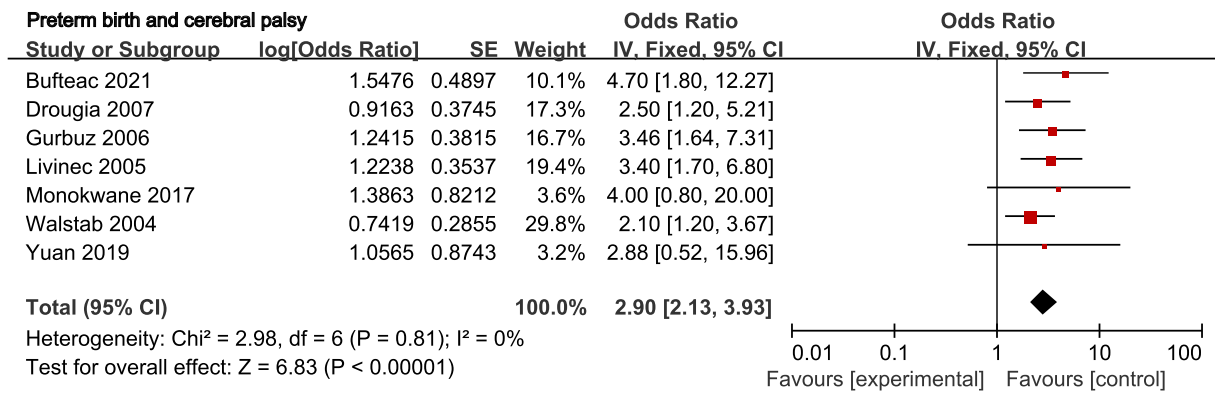 Preterm birth and cerebral palsy Odds Ratio Odds Ratio
Study or Subgroup log[Odds Ratio] SE Weight IV, Fixed, 95% CI IV, Fixed, 95% CI
Bufteac 2021 1.5476 0.4897 10.1% 4.70 [1.80, 12.27]
Drougia 2007 0.9163 0.3745 17.3% 2.50 [1.20, 5.21]
Gurbuz 2006 1.2415 0.3815 16.7% 3.46 [1.64, 7.31]
Livinec 2005 1.2238 0.3537 19.4% 3.40 [1.70, 6.80]
Monokwane 2017 1.3863 0.8212 3.6% 4.00 [0.80, 20.00]
Walstab 2004 0.7419 0.2855 29.8% 2.10 [1.20, 3.67]
Yuan 2019 1.0565 0.8743 3.2% 2.88 [0.52, 15.96]
Total (95% CI) 100.0% 2.90 [2.13, 3.93]
Heterogeneity: Chi² = 2.98, df = 6 (P = 0.81); I² = 0%
Test for overall effect: Z = 6.83 (P < 0.00001)
0.01 0.1 1 10 100
Favours [experimental] Favours [control]